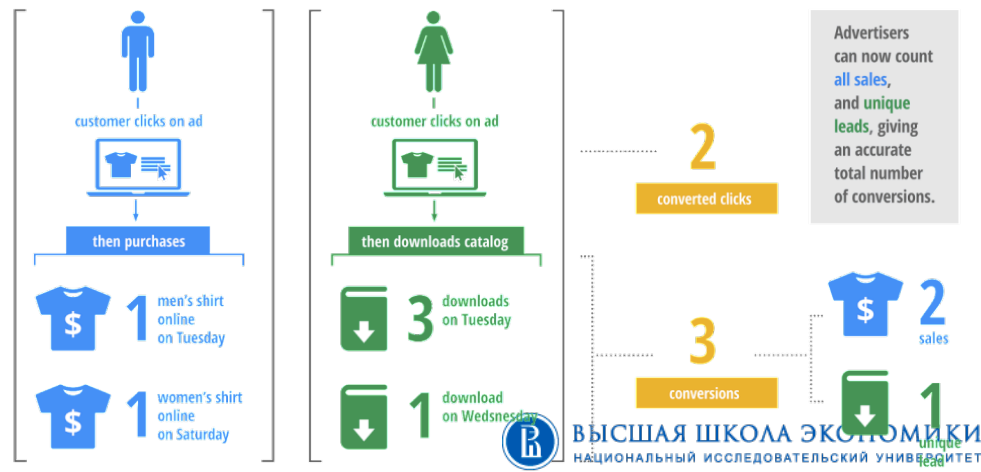 customer clicks on ad
then purchases
$
1
men's shirt
online
on Tuesday
$
1
women's shirt
online
on Saturday
customer clicks on ad
then downloads catalog
3
downloads
on Tuesday
1
download
on Wedsnesday
2
converted clicks
3
conversions
Advertisers
can now count
all sales,
and unique
leads, giving
an accurate
total number
of conversions.
$
2
sales
1
unique
lead
ВЫСШАЯ ШКОЛА ЭКОНОМИКИ
НАЦИОНАЛЬНЫЙ ИССЛЕДОВАТЕЛЬСКИЙ УНИВЕРСИТЕТ